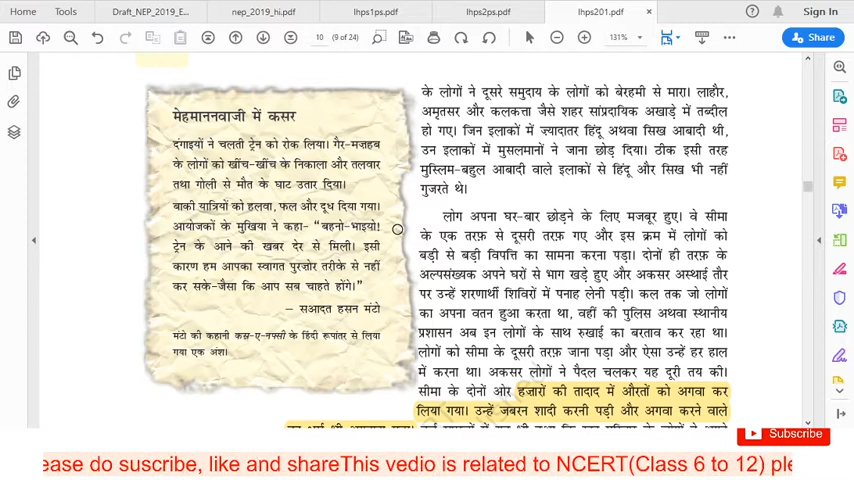 Home
Tools
Draft_NEP_2019_E...
nep_2019_hi.pdf
lhps1ps.pdf
lhps2ps.pdf
lhps201.pdf
Sign In
10 (9 of 24)
131%
Share
मेहमाननवाजी में कसर
दंगाइयों ने चलती ट्रेन को रोक लिया। गैर-मजहब
के लोगों को खींच-खींच के निकाला और तलवार
तथा गोली से मौत के घाट उतार दिया।
बाकी यात्रियों को हलवा, फल और दूध दिया गया।
आयोजकों के मुखिया ने कहा- “बहनो-भाइयो!
ट्रेन के आने की खबर देर से मिली। इसी
कारण हम आपका स्वागत पुरज़ोर तरीके से नहीं
कर सके-जैसा कि आप सब चाहते होंगे।”
– सआदत हसन मंटो
मंटो की कहानी कस्र-ए-नफ्सी के हिंदी रूपांतर से लिया
गया एक अंश।
के लोगों ने दूसरे समुदाय के लोगों को बेरहमी से मारा। लाहौर,
अमृतसर और कलकत्ता जैसे शहर सांप्रदायिक अखाड़े में तब्दील
हो गए। जिन इलाकों में ज्यादातर हिंदू अथवा सिख आबादी थी,
उन इलाकों में मुसलमानों ने जाना छोड़ दिया। ठीक इसी तरह
मुस्लिम-बहुल आबादी वाले इलाकों से हिंदू और सिख भी नहीं
गुजरते थे।
लोग अपना घर-बार छोड़ने के लिए मजबूर हुए। वे सीमा
के एक तरफ़ से दूसरी तरफ़ गए और इस क्रम में लोगों को
बड़ी से बड़ी विपत्ति का सामना करना पड़ा। दोनों ही तरफ़ के
अल्पसंख्यक अपने घरों से भाग खड़े हुए और अकसर अस्थाई तौर
पर उन्हें शरणार्थी शिविरों में पनाह लेनी पड़ी। कल तक जो लोगों
का अपना वतन हुआ करता था, वहीं की पुलिस अथवा स्थानीय
प्रशासन अब इन लोगों के साथ रुखाई का बरताव कर रहा था।
लोगों को सीमा के दूसरी तरफ़ जाना पड़ा और ऐसा उन्हें हर हाल
में करना था। अकसर लोगों ने पैदल चलकर यह दूरी तय की।
सीमा के दोनों ओर हजारों की तादाद में औरतों को अगवा कर
लिया गया। उन्हें जबरन शादी करनी पड़ी और अगवा करने वाले
Subscribe
ease do suscribe, like and shareThis vedio is related to NCERT(Class 6 to 12) ple